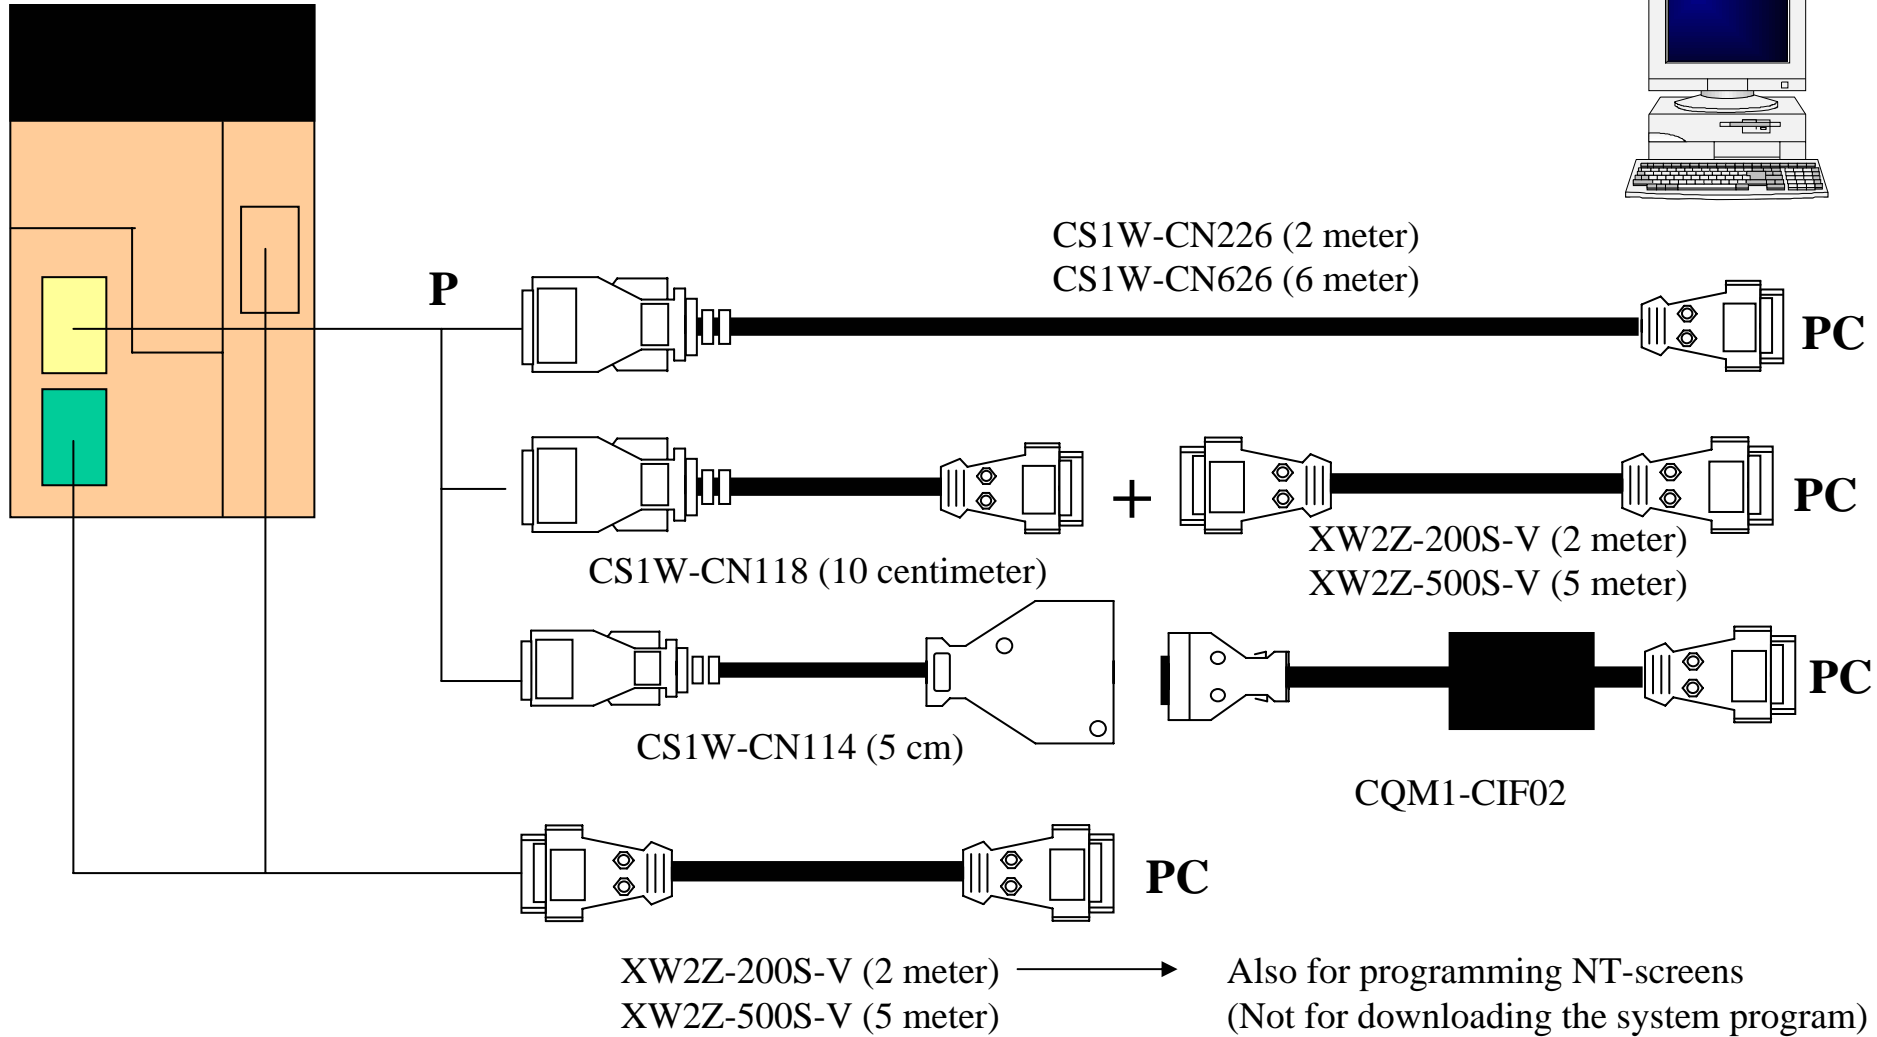 CS1W-CN226 (2 meter)
CS1W-CN626 (6 meter)
P
PC
+
PC
XW2Z-200S-V (2 meter)
XW2Z-500S-V (5 meter)
CS1W-CN118 (10 centimeter)
PC
CS1W-CN114 (5 cm)
CQM1-CIF02
PC
XW2Z-200S-V (2 meter)
XW2Z-500S-V (5 meter)
Also for programming NT-screens
(Not for downloading the system program)